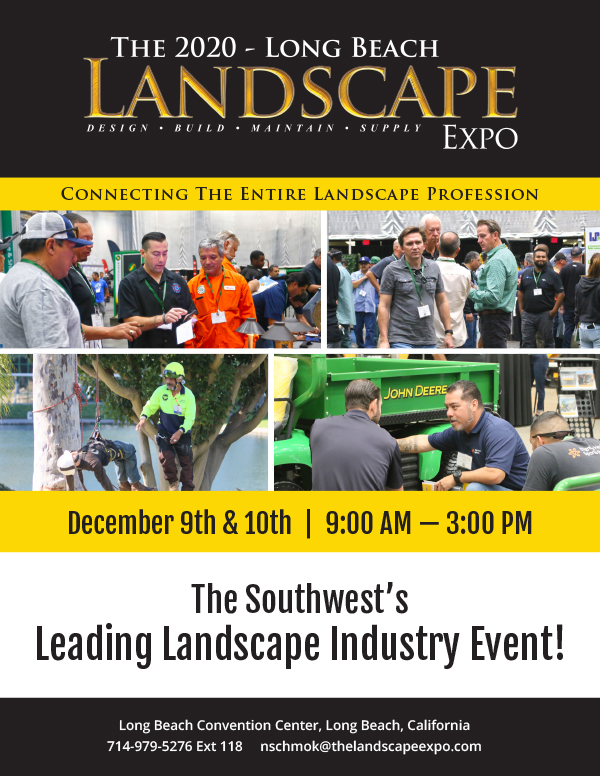 The 2020 - Long Beach
Landscape
DESIGN • BUILD • MAINTAIN • SUPPLY
Expo
Connecting The Entire Landscape Profession
JOHN DEERE
December 9th & 10th | 9:00 AM — 3:00 PM
The Southwest's
Leading Landscape Industry Event!
Long Beach Convention Center, Long Beach, California
714-979-5276 Ext 118 nschmok@thelandscapeexpo.com